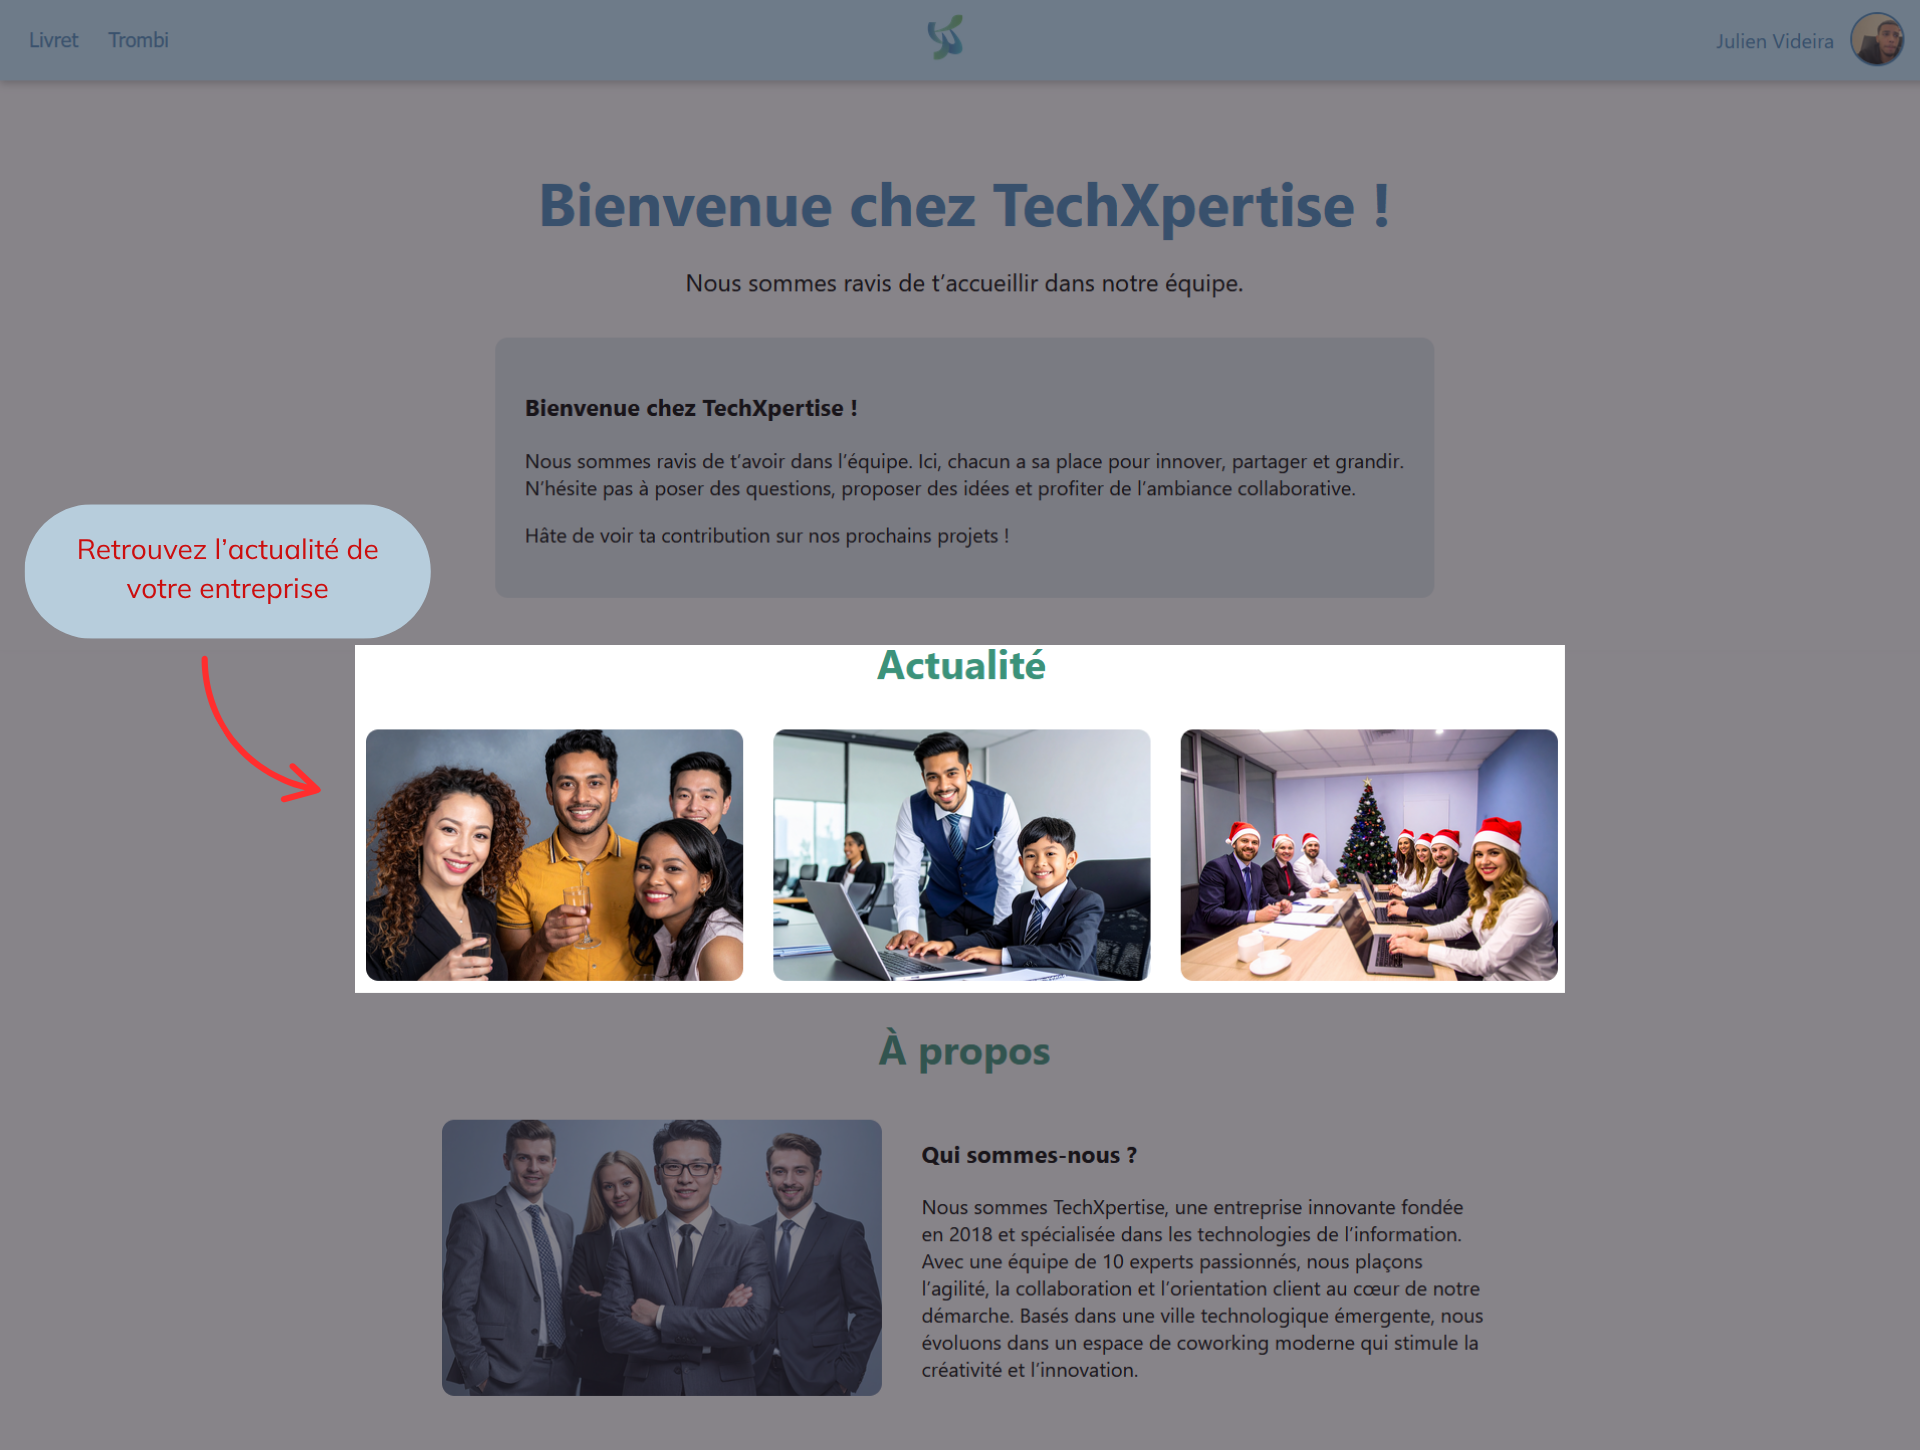 Livret
Trombi
Julien Videira
Bienvenue chez TechXpertise !
Nous sommes ravis de t'accueillir dans notre équipe.
Bienvenue chez TechXpertise !
Nous sommes ravis de t'avoir dans l'équipe. Ici, chacun a sa place pour innover, partager et grandir.
N'hésite pas à poser des questions, proposer des idées et profiter de l'ambiance collaborative.
Hâte de voir ta contribution sur nos prochains projets !
Retrouvez l'actualité de
votre entreprise
Actualité
À propos
Qui sommes-nous ?
Nous sommes TechXpertise, une entreprise innovante fondée
en 2018 et spécialisée dans les technologies de l'information.
Avec une équipe de 10 experts passionnés, nous plaçons
l'agilité, la collaboration et l'orientation client au cœur de notre
démarche. Basés dans une ville technologique émergente, nous
évoluons dans un espace de coworking moderne qui stimule la
créativité et l'innovation.